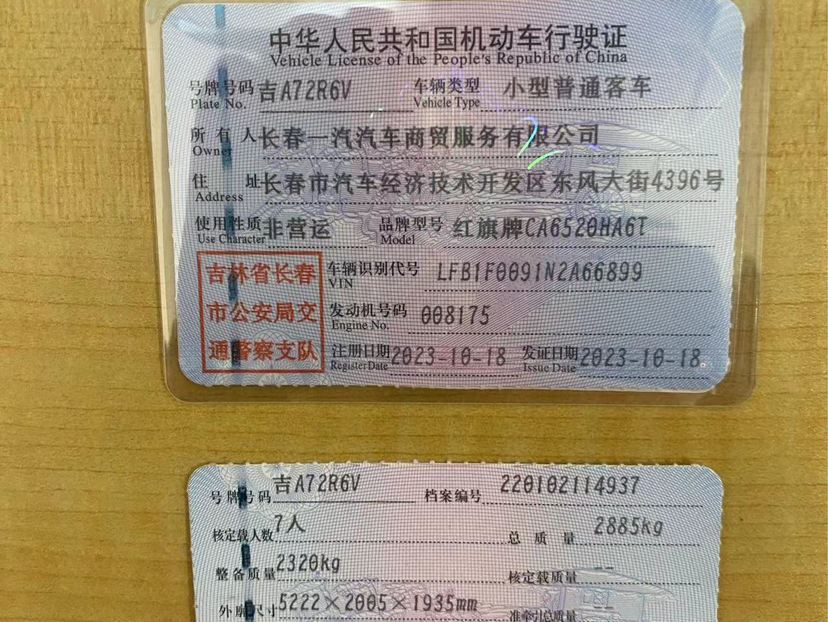 中华人民共和国机动车行驶证
Vehicle License of the People's Republic of China
号牌号码 吉A72R6V 车辆类型 小型普通客车
Plate No. Vehicle Type
所有人 长春一汽汽车商贸服务有限公司
Owner
住址 长春市汽车经济技术开发区东风大街4396号
Address
使用性质 非营运 品牌型号 红旗牌CA6520HA6T
Use Character Model
吉林省长春 车辆识别代号 LFB1F0091N2A66899
VIN
市公安局交 发动机号码 008175
Engine No.
通警察支队 注册日期 2023-10-18 发证日期 2023-10-18
Register Date Issue Date
号牌号码 吉A72R6V 档案编号 220102114937
核定载人数 7人 总质量 2885kg
整备质量 2320kg 核定载质量 --
外廓尺寸 5222×2005×1935mm 准牵引总质量 --